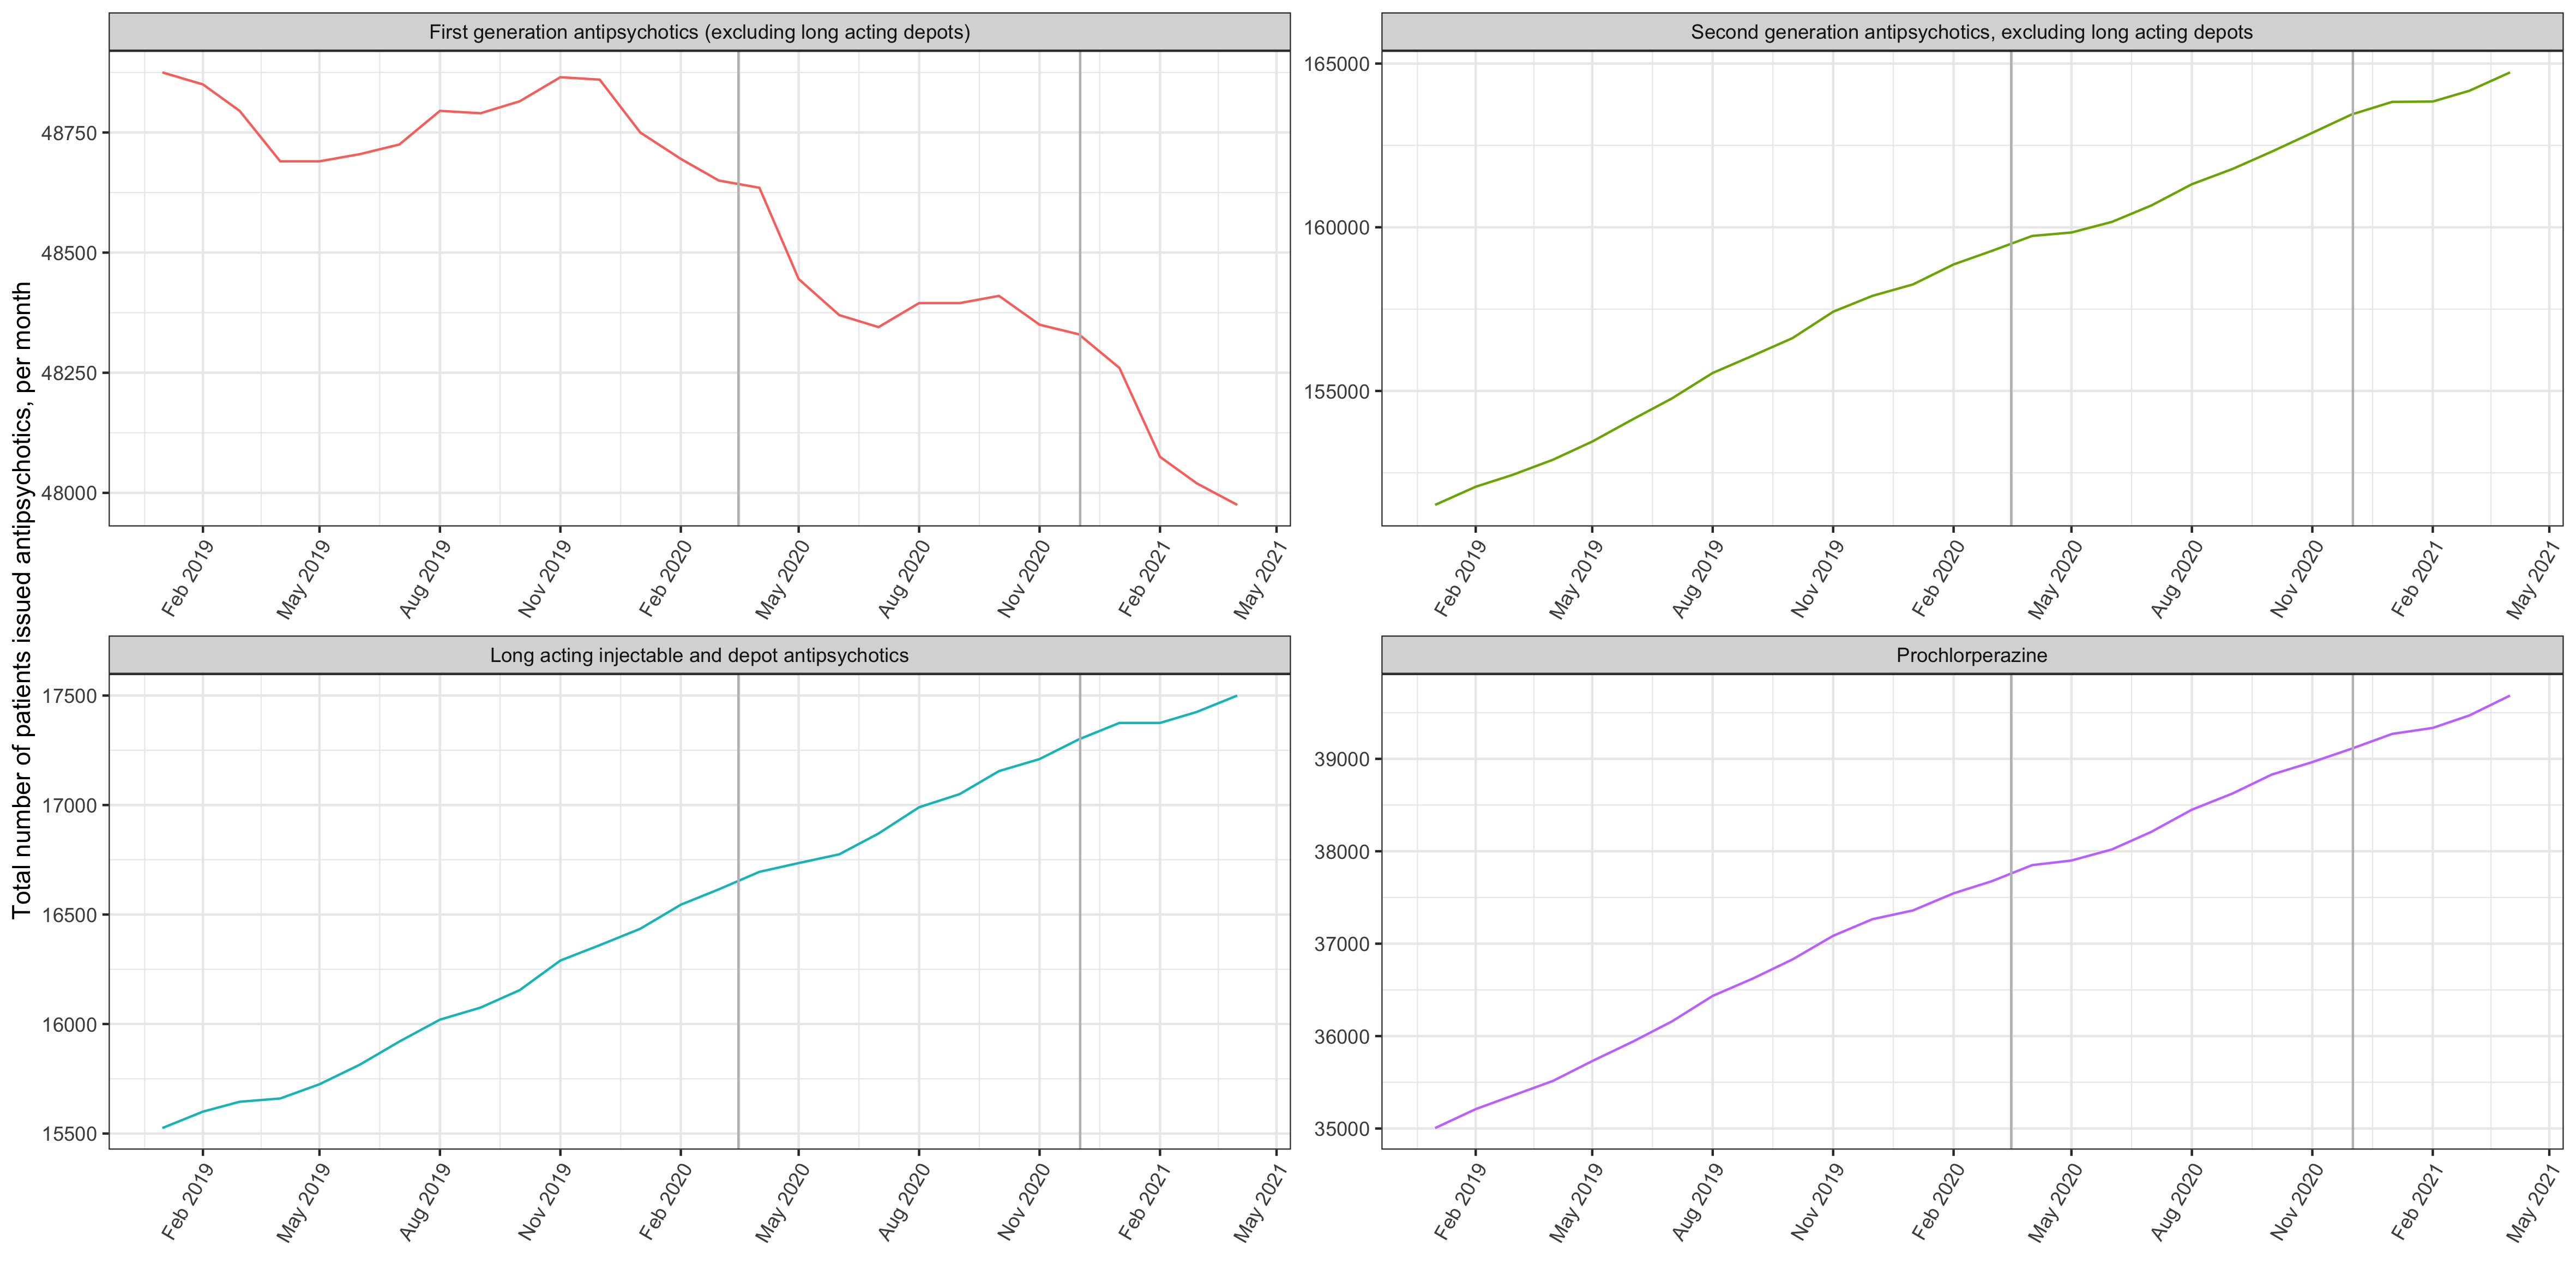 Total number of patients issued antipsychotics, per month
First generation antipsychotics (excluding long acting depots)
48750
48500
48250
48000
Feb 2019
May 2019
Aug 2019
Nov 2019
Feb 2020
May 2020
Aug 2020
Nov 2020
Feb 2021
May 2021
Second generation antipsychotics, excluding long acting depots
165000
160000
155000
Feb 2019
May 2019
Aug 2019
Nov 2019
Feb 2020
May 2020
Aug 2020
Nov 2020
Feb 2021
May 2021
Long acting injectable and depot antipsychotics
17500
17000
16500
16000
15500
Feb 2019
May 2019
Aug 2019
Nov 2019
Feb 2020
May 2020
Aug 2020
Nov 2020
Feb 2021
May 2021
Prochlorperazine
39000
38000
37000
36000
35000
Feb 2019
May 2019
Aug 2019
Nov 2019
Feb 2020
May 2020
Aug 2020
Nov 2020
Feb 2021
May 2021